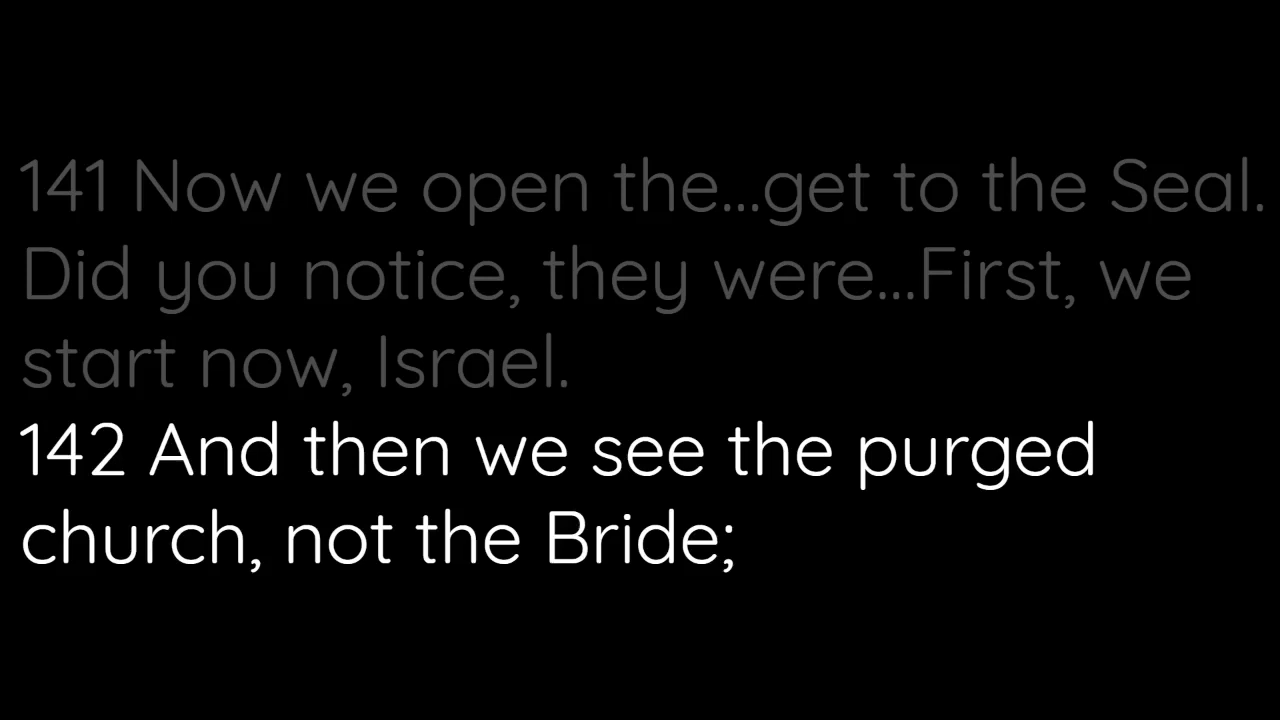 141 Now we open the...get to the Seal.
Did you notice, they were...First, we
start now, Israel.
142 And then we see the purged
church, not the Bride;